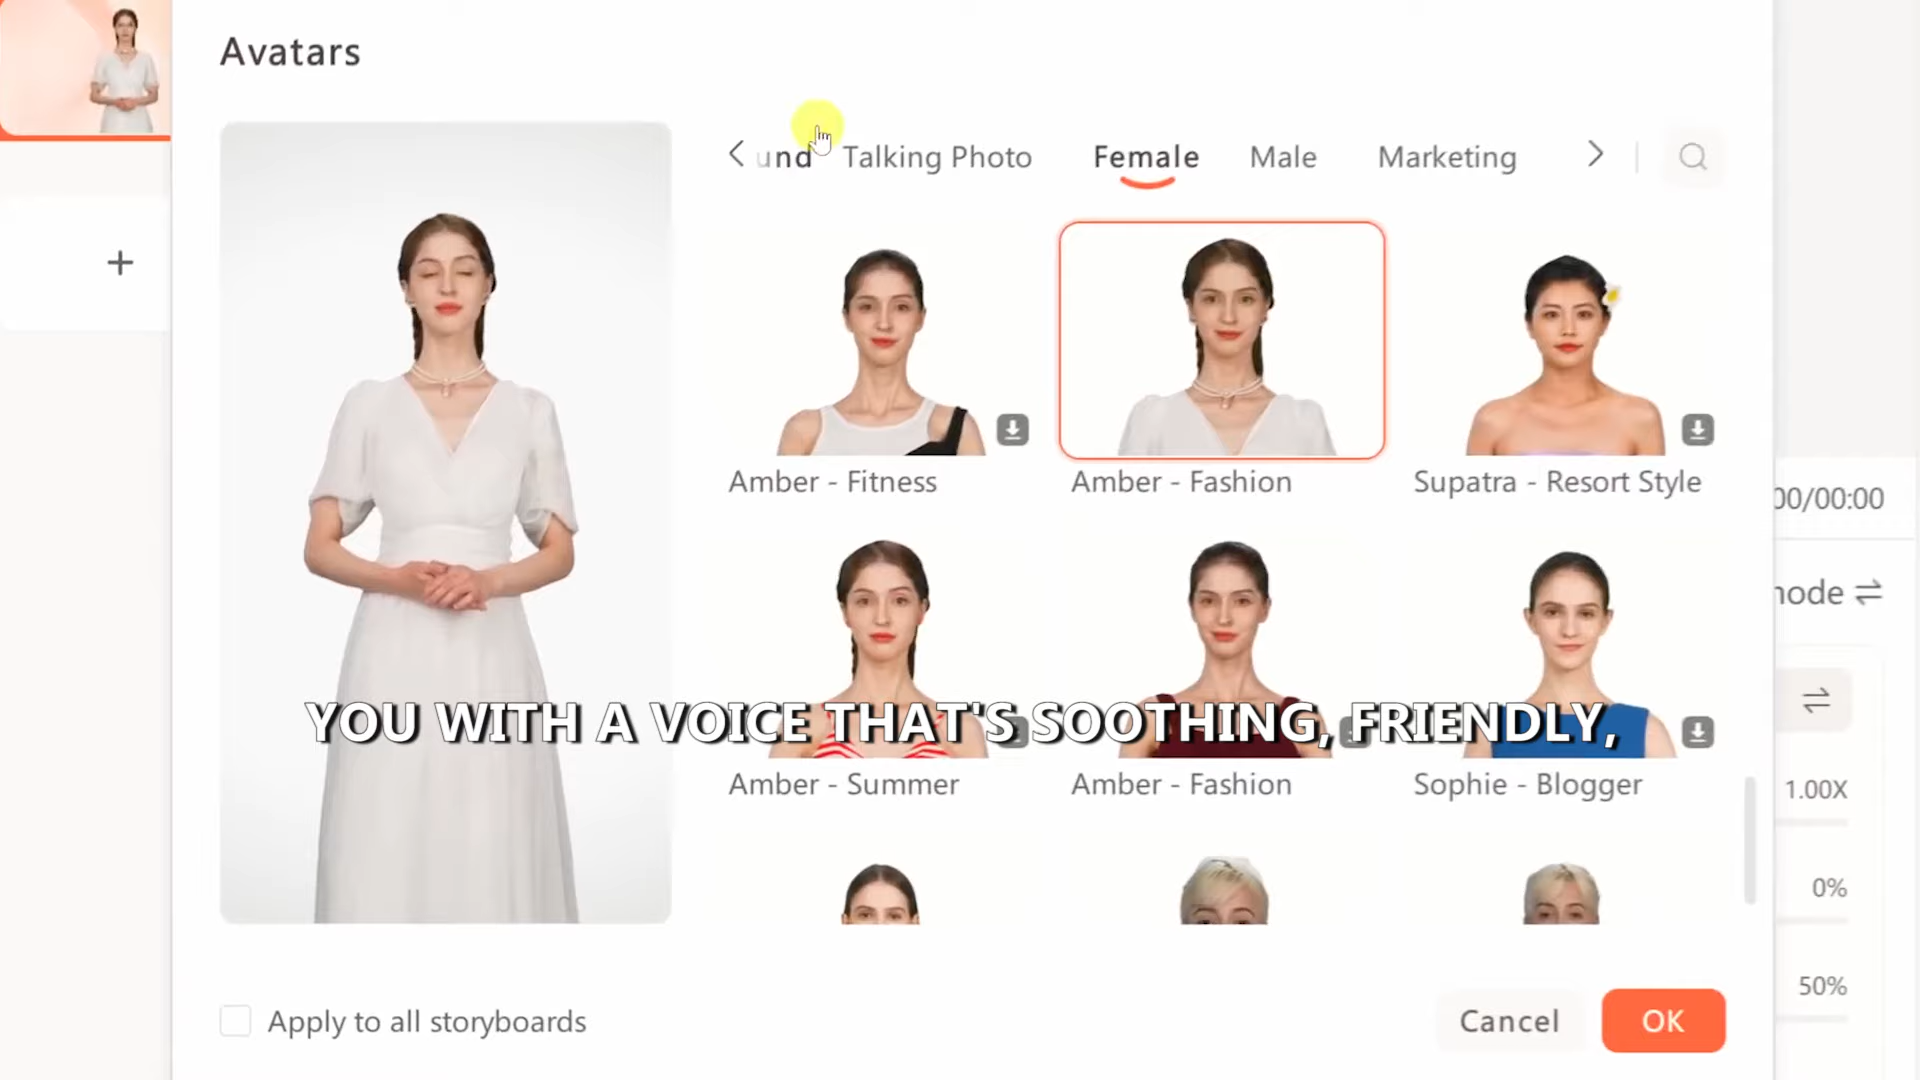 Avatars
und Talking Photo Female Male Marketing
Amber - Fitness Amber - Fashion Supatra - Resort Style
00/00:00
mode
YOU WITH A VOICE THAT'S SOOTHING, FRIENDLY,
Amber - Summer Amber - Fashion Sophie - Blogger
1.00X
0%
50%
Apply to all storyboards
Cancel OK